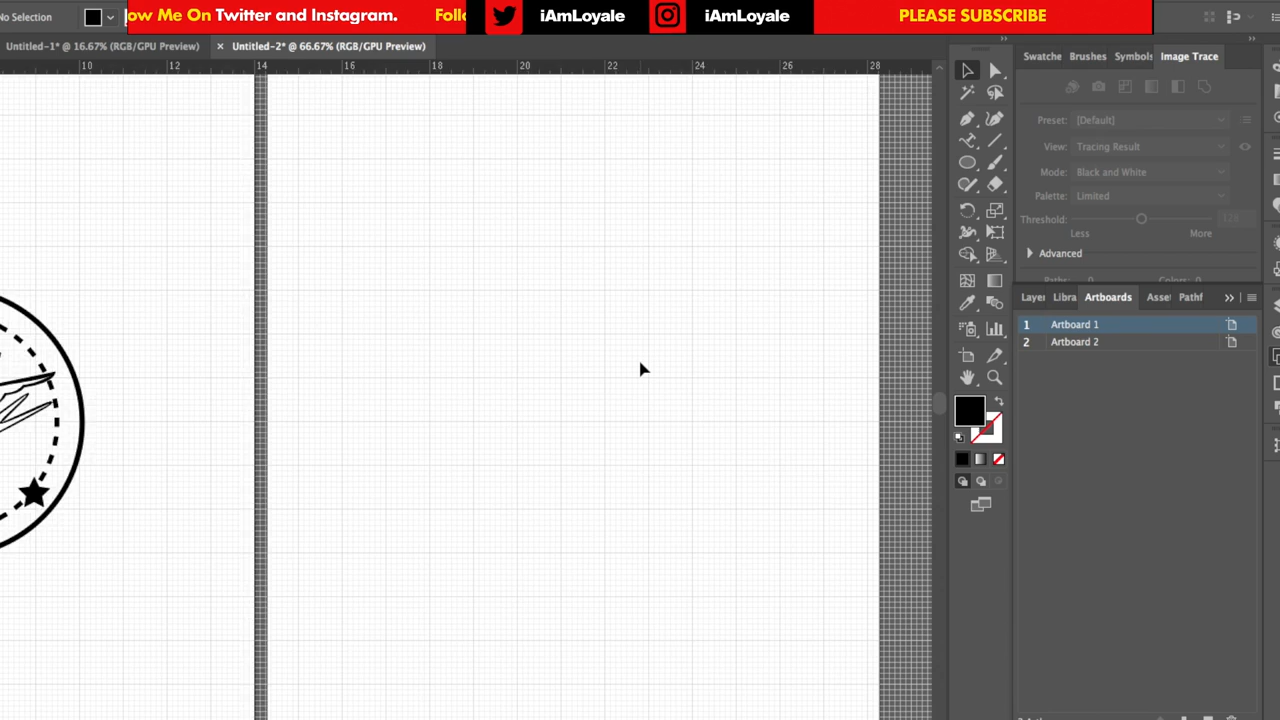 No Selection
ow Me On Twitter and Instagram.
Follo
iAmLoyale
iAmLoyale
PLEASE SUBSCRIBE
Untitled-1* @ 16.67% (RGB/GPU Preview)
× Untitled-2* @ 66.67% (RGB/GPU Preview)
10 12 14 16 18 20 22 24 26 28
Swatche Brushes Symbols Image Trace
Preset: [Default]
View: Tracing Result
Mode: Black and White
Palette: Limited
Threshold: 128
Less More
Advanced
Paths: 0 Colors: 0
Layer Libra Artboards Asse Pathf
1 Artboard 1
2 Artboard 2